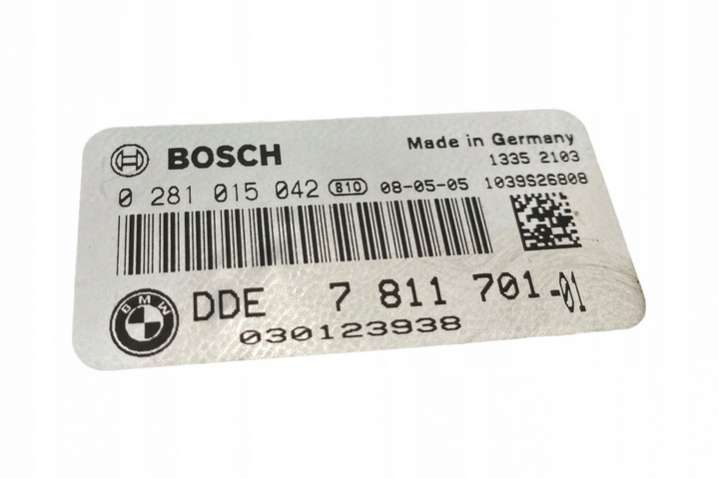 BOSCH Made in Germany
1335 2103
0 281 015 042 810 08-05-05 1039S26808
BMW DDE 7 811 701-01
030123938